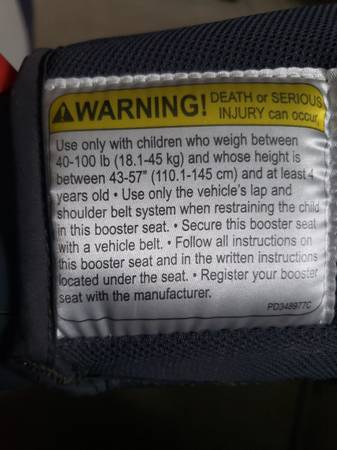 WARNING! DEATH or SERIOUS
INJURY can occur,
Use only with children who weigh between
40-100 lb (18.1-45 kg) and whose height is
between 43-57" (110.1-145 cm) and at least 4
years old • Use only the vehicle's lap and
shoulder belt system when restraining the child
in this booster seat. • Secure this booster seat
with a vehicle belt. • Follow all instructions on
this booster seat and in the written instructions
located under the seat. • Register your booster
seat with the manufacturer.
PD348977C